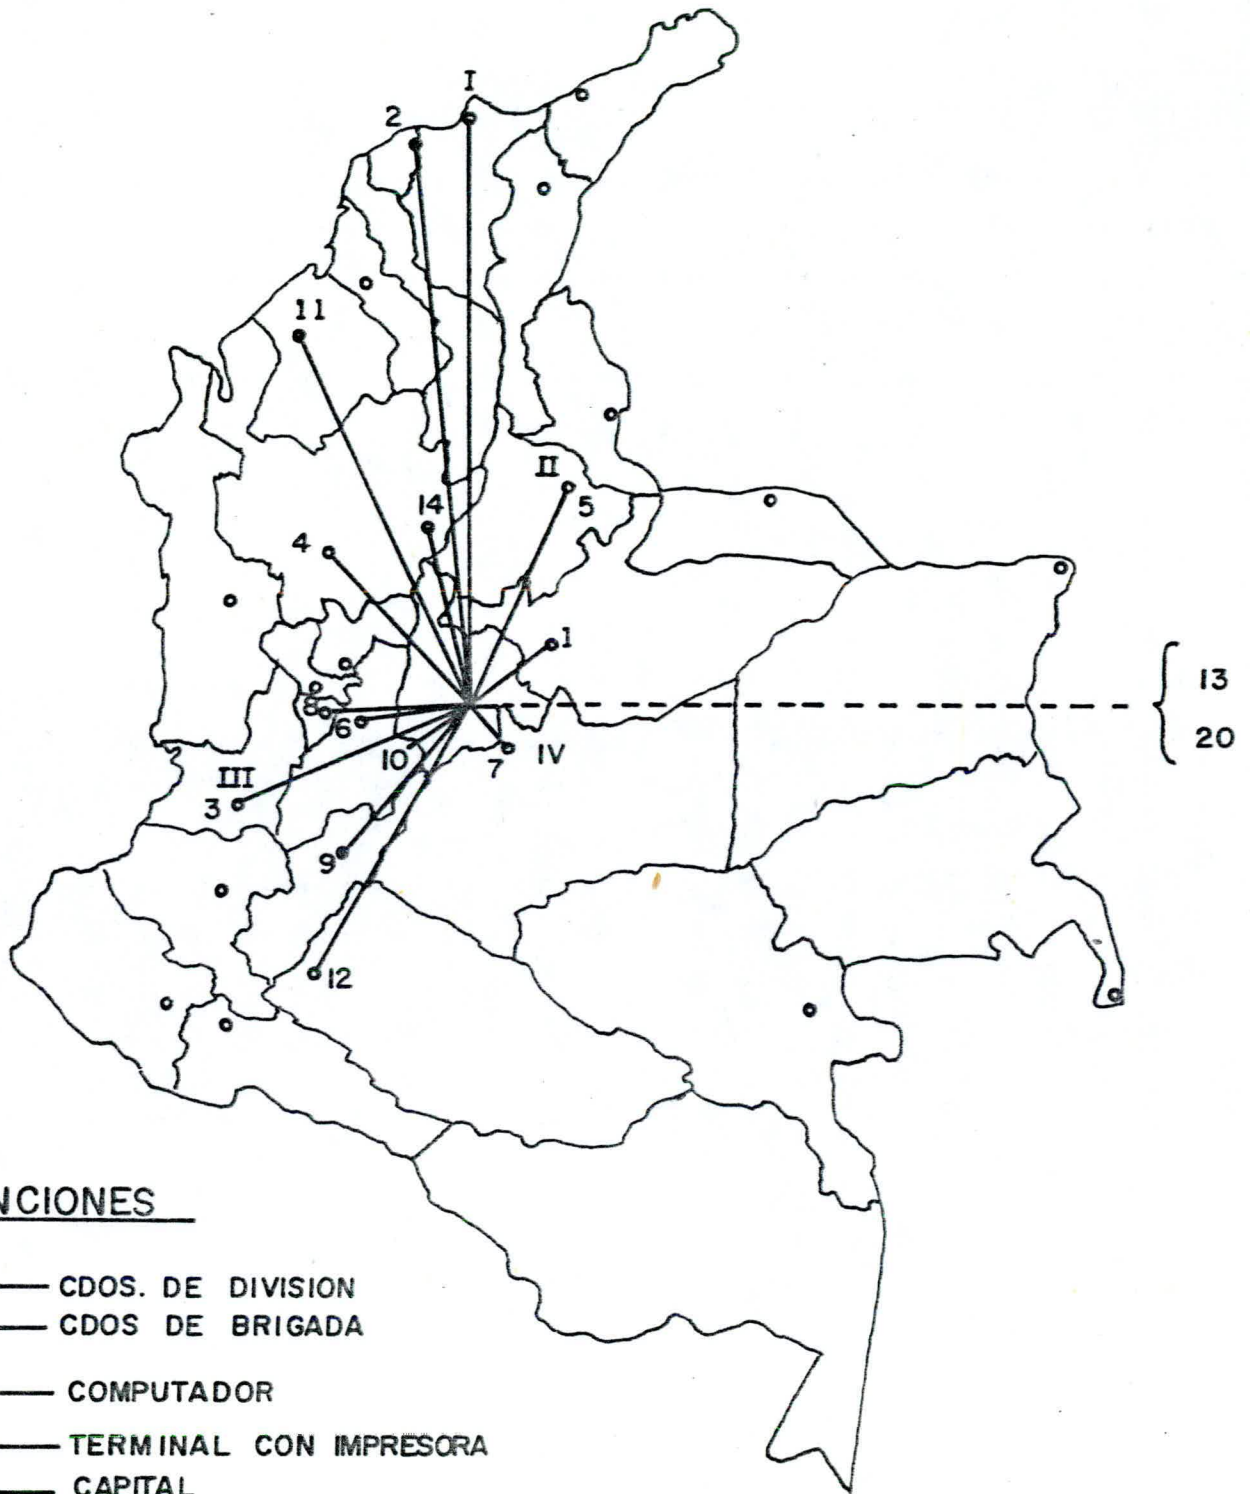 I
2
11
II
5
14
4
1
13
8
6
20
10
7 IV
III
3
9
12
NCIONES
CDOS. DE DIVISION
CDOS DE BRIGADA
COMPUTADOR
TERMINAL CON IMPRESORA
CAPITAL